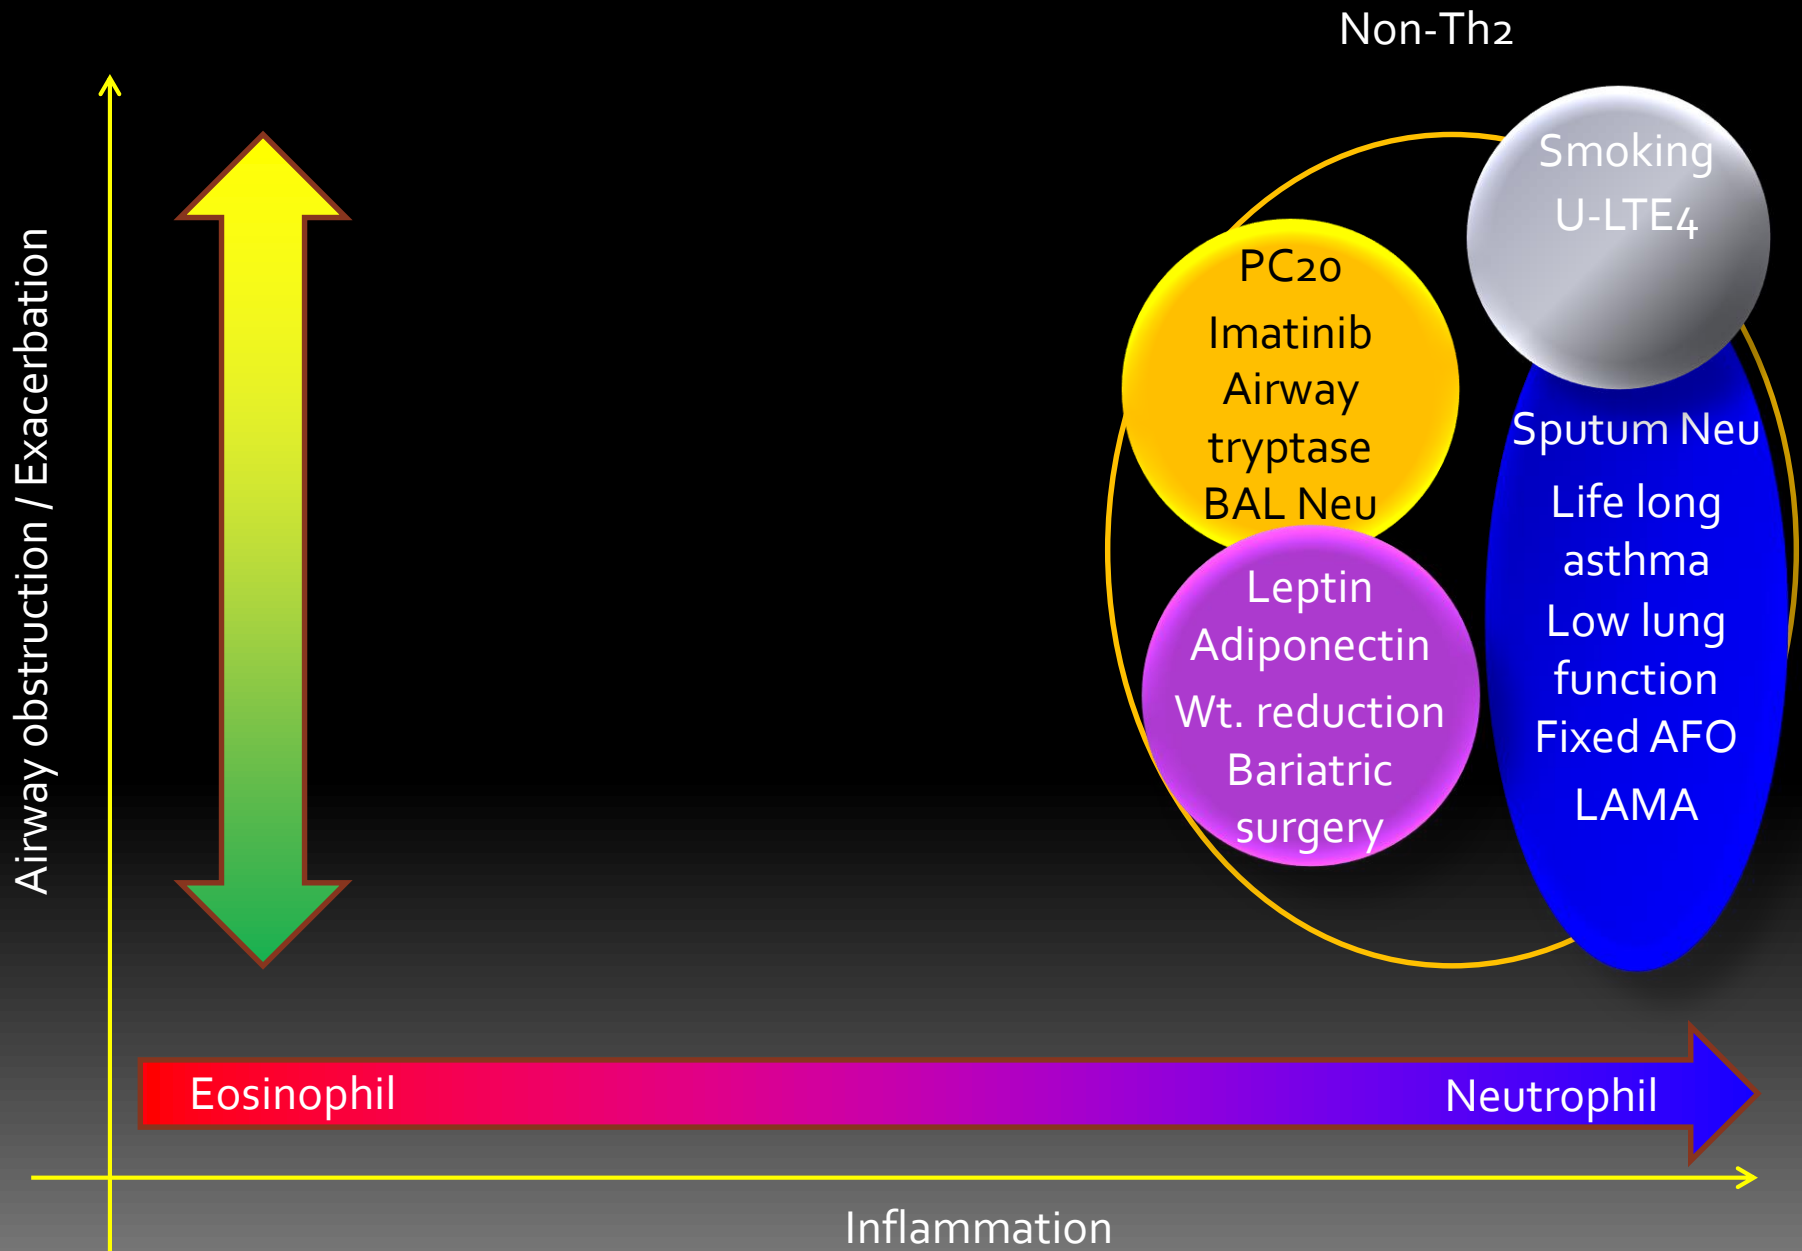 Non-Th2
Smoking
U-LTE4
PC20
Imatinib
Airway
tryptase
BAL Neu
Leptin
Adiponectin
Wt. reduction
Bariatric
surgery
Sputum Neu
Life long
asthma
Low lung
function
Fixed AFO
LAMA
Airway obstruction / Exacerbation
Eosinophil
Neutrophil
Inflammation